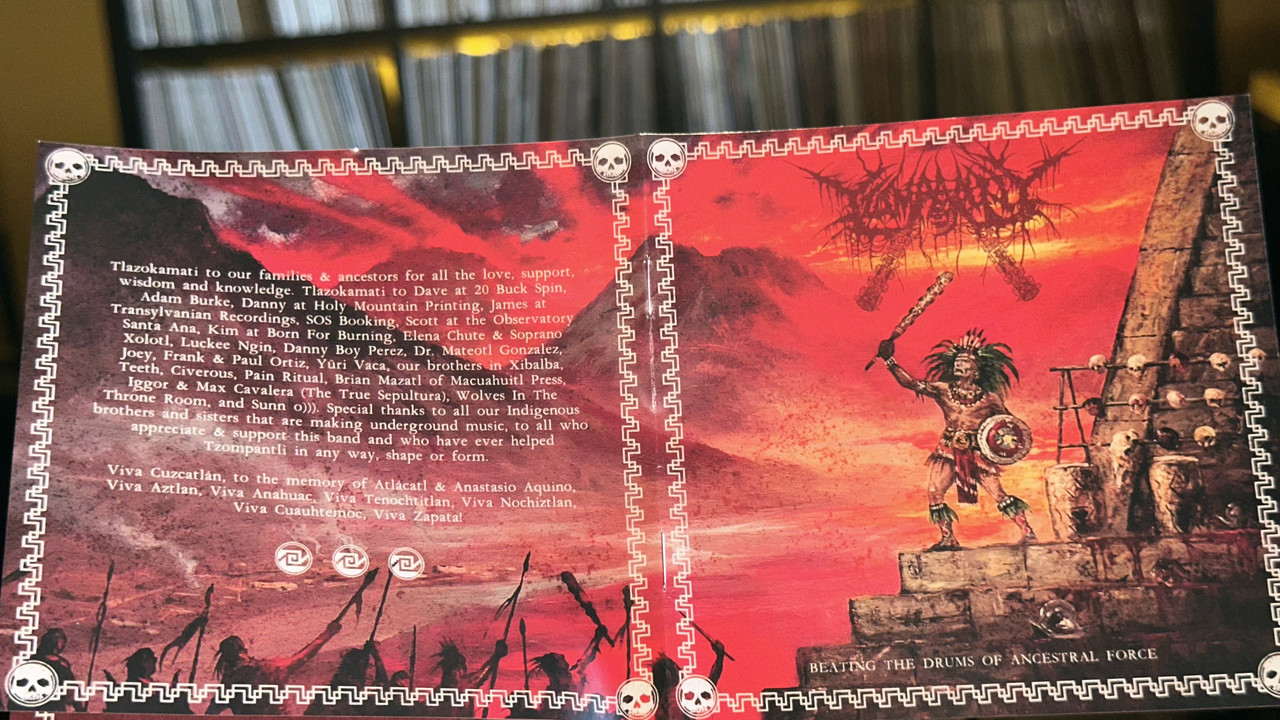 Tlazokamati to our families & ancestors for all the love, support,
wisdom and knowledge. Tlazokamati to Dave at 20 Buck Spin,
Adam Burke, Danny at Holy Mountain Printing, James at
Transylvanian Recordings, SOS Booking, Scott at the Observatory
Santa Ana, Kim at Born For Burning, Elena Chute & Soprano
Xolotl, Luckee Ngin, Danny Boy Perez, Dr. Mateotl Gonzalez,
Joey, Frank & Paul Ortiz, Yuri Vaca, our brothers in Xibalba,
Teeth, Civerous, Pain Ritual, Brian Mazatl of Macuahuitl Press,
Iggor & Max Cavalera (The True Sepultura), Wolves In The
Throne Room, and Sunn o))). Special thanks to all our Indigenous
brothers and sisters that are making underground music, to all who
appreciate & support this band and who have ever helped
Tzompantli in any way, shape or form.
Viva Cuzcatlán, to the memory of Atlácatl & Anastasio Aquino,
Viva Aztlan, Viva Anahuac, Viva Tenochtitlan, Viva Nochiztlan,
Viva Cuauhtemoc, Viva Zapata!
TZOMPANTLI
BEATING THE DRUMS OF ANCESTRAL FORCE